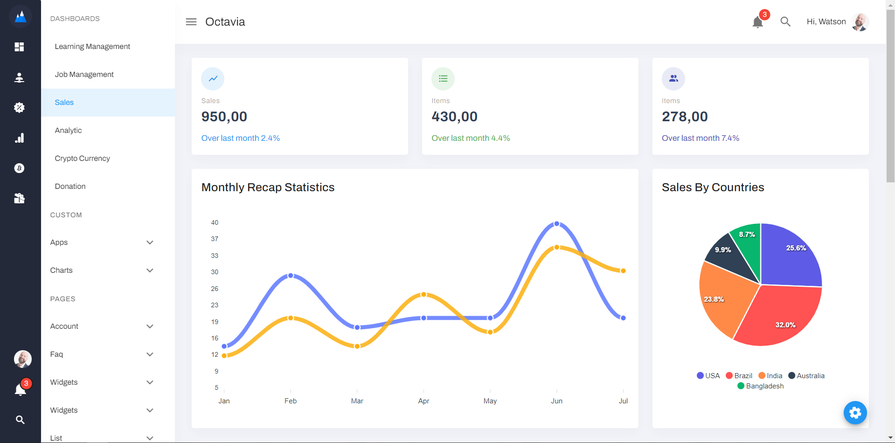 DASHBOARDS
Learning Management
Job Management
Sales
Analytic
Crypto Currency
Donation
CUSTOM
Apps
Charts
PAGES
Account
Faq
Widgets
Widgets
List
3
Octavia
3
Hi, Watson
Sales
950,00
Over last month 2.4%
Items
430,00
Over last month 4.4%
Items
278,00
Over last month 7.4%
Monthly Recap Statistics
40
37
33
30
26
23
19
16
12
9
5
Jan Feb Mar Apr May Jun Jul
Sales By Countries
8.7%
25.6%
9.9%
23.8%
32.0%
USA Brazil India Australia
Bangladesh